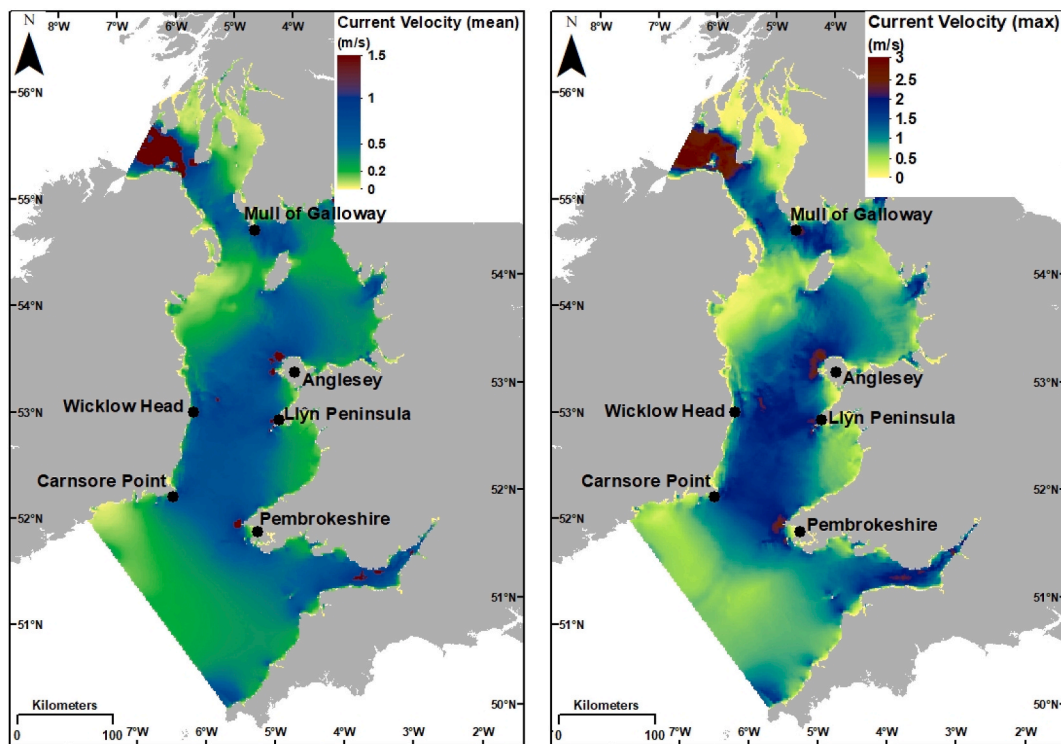 N
6°W
5°W
4°W
Current Velocity (mean)
(m/s)
1.5
1
0.5
0.2
0
56°N
55°N
54°N
53°N
52°N
51°N
54°N
53°N
52°N
51°N
50°N
Mull of Galloway
Anglesey
Wicklow Head
Llŷn Peninsula
Carnsore Point
Pembrokeshire
Kilometers
0
100
7°W
6°W
5°W
4°W
3°W
2°W
N
6°W
5°W
4°W
Current Velocity (max)
(m/s)
3
2.5
2
1.5
1
0.5
0
56°N
55°N
54°N
53°N
52°N
51°N
54°N
53°N
52°N
51°N
50°N
Mull of Galloway
Anglesey
Wicklow Head
Llŷn Peninsula
Carnsore Point
Pembrokeshire
Kilometers
0
100
7°W
6°W
5°W
4°W
3°W
2°W